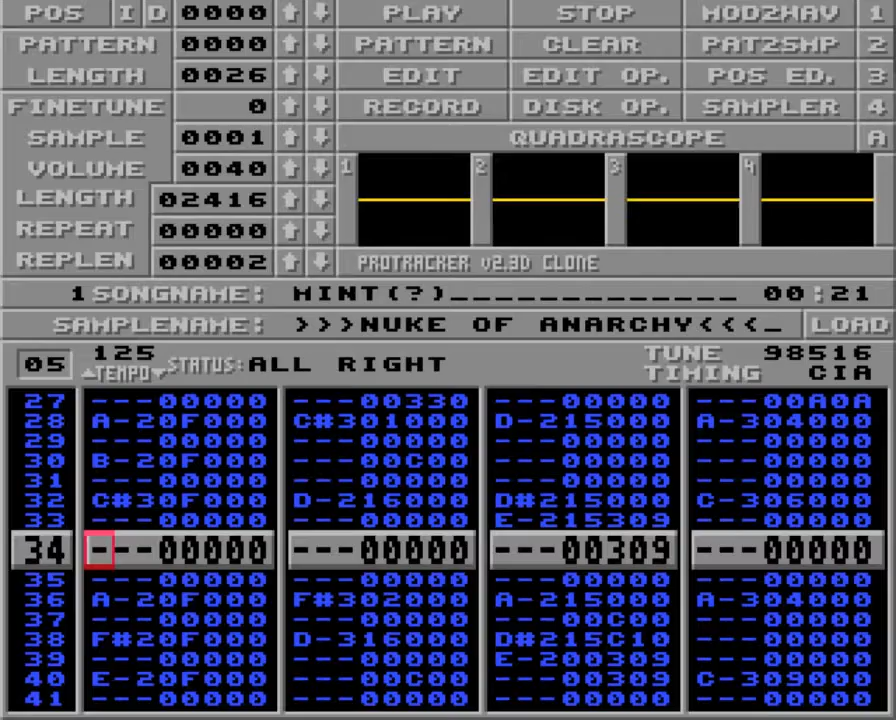 POS I D 0000 PLAY STOP MOD2WAV 1
PATTERN 0000 PATTERN CLEAR PAT2SMP 2
LENGTH 0026 EDIT EDIT OP. POS ED. 3
FINETUNE 0 RECORD DISK OP. SAMPLER 4
SAMPLE 0001 QUADRASCOPE A
VOLUME 0040 1 2 3 4
LENGTH 02416
REPEAT 00000
REPLEN 00002 PROTRACKER v2.3D CLONE
1 SONGNAME: MINT(?)_______________ 00:21
SAMPLENAME: >>>NUKE OF ANARCHY<<<_ LOAD
05 125 TEMPO STATUS: ALL RIGHT TUNE 98516
TIMING CIA
27 ---00000 ---00330 ---00000 ---00A0A
28 A-20F000 C#301000 D-215000 A-304000
29 ---00000 ---00000 ---00000 ---00000
30 B-20F000 ---00C00 ---00000 ---00000
31 ---00000 ---00000 ---00000 ---00000
32 C#30F000 D-216000 D#215000 C-306000
33 ---00000 ---00000 E-215309 ---00000
34 ---00000 ---00000 ---00309 ---00000
35 ---00000 ---00000 ---00000 ---00000
36 A-20F000 F#302000 A-215000 A-304000
37 ---00000 ---00000 ---00C00 ---00000
38 F#20F000 D-316000 D#215C10 ---00000
39 ---00000 ---00000 E-200309 ---00000
40 E-20F000 ---00C00 ---00309 C-309000
41 ---00000 ---00000 ---00000 ---00000